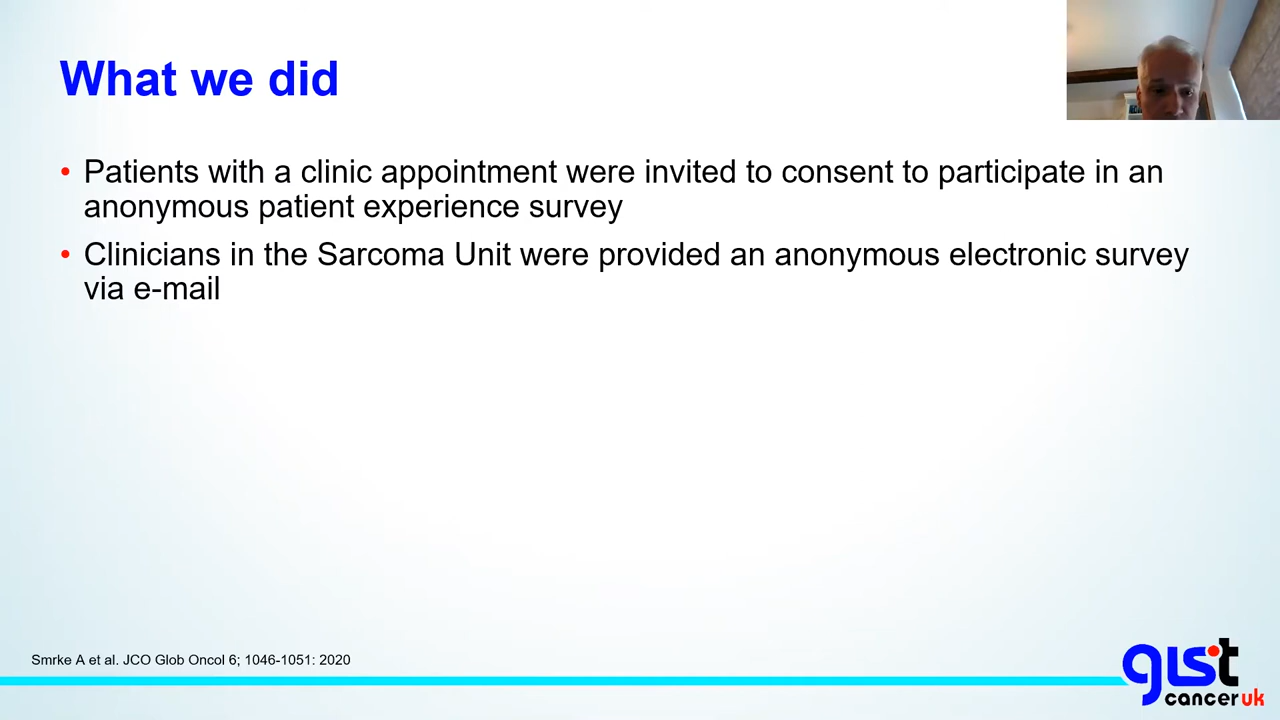 What we did
• Patients with a clinic appointment were invited to consent to participate in an
anonymous patient experience survey
• Clinicians in the Sarcoma Unit were provided an anonymous electronic survey
via e-mail
Smrke A et al. JCO Glob Oncol 6; 1046-1051: 2020
gist
cancer uk